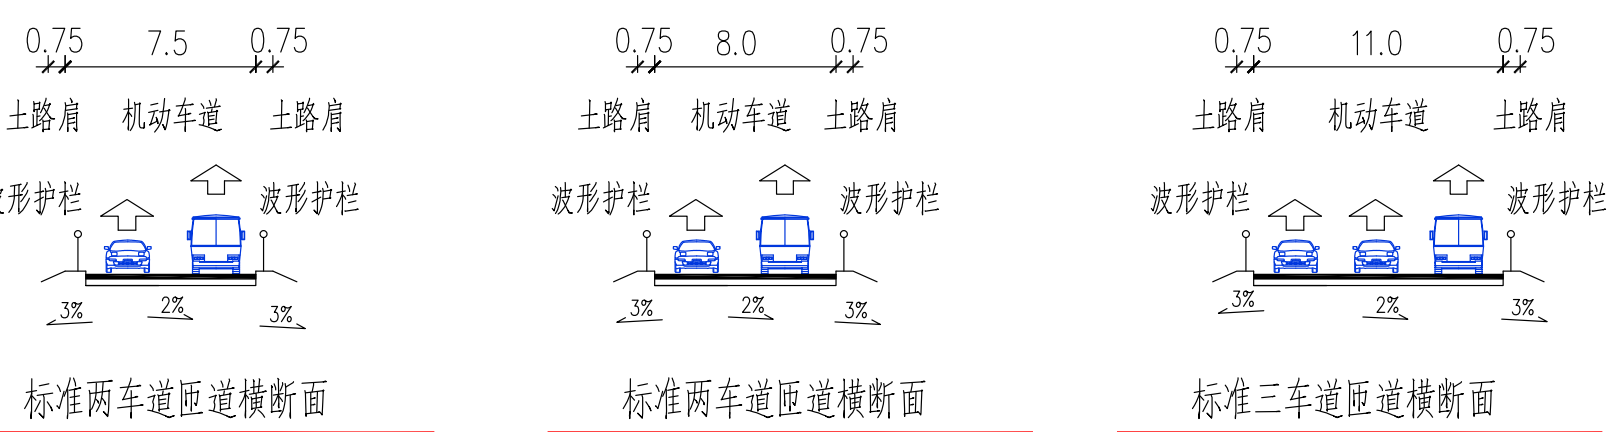 0.75 7.5 0.75
土路肩 机动车道 土路肩
波形护栏 波形护栏
3% 2% 3%
标准两车道匝道横断面
0.75 8.0 0.75
土路肩 机动车道 土路肩
波形护栏 波形护栏
3% 2% 3%
标准两车道匝道横断面
0.75 11.0 0.75
土路肩 机动车道 土路肩
波形护栏 波形护栏
3% 2% 3%
标准三车道匝道横断面